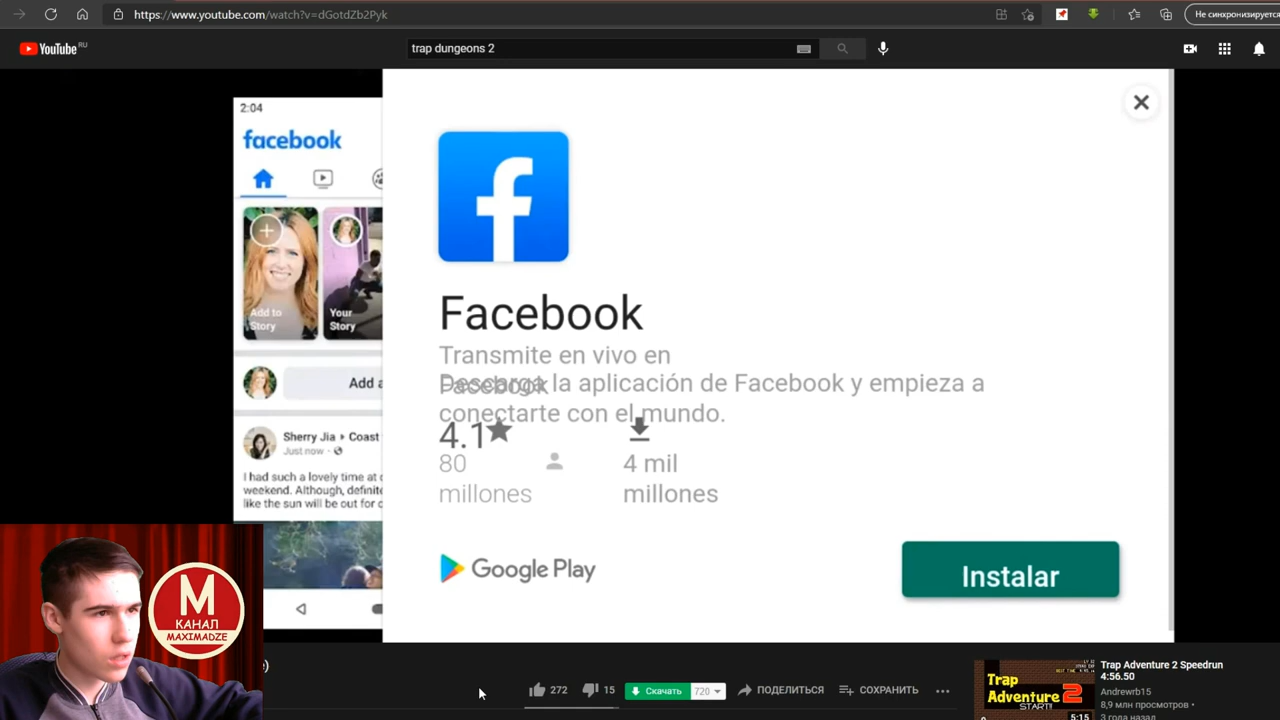 https://www.youtube.com/watch?v=dGotdZb2Pyk
Не синхронизируется
YouTube RU
trap dungeons 2
2:04
facebook
Add to
Story
Your
Story
Add a
Sherry Jia ▸ Coast
Just now
I had such a lovely time at
weekend. Although, definite
like the sun will be out for
Facebook
Transmite en vivo en
Facebook
Descarga la aplicación de Facebook y empieza a
conectarte con el mundo.
4.1
80
millones
4 mil
millones
Google Play
Instalar
М
КАНАЛ
MAXIMADZE
272
15
Скачать
720
ПОДЕЛИТЬСЯ
СОХРАНИТЬ
Trap
Adventure 2
START!!
5:15
Trap Adventure 2 Speedrun
4:56.50
Andrewrb15
8,9 млн просмотров •
3 года назад